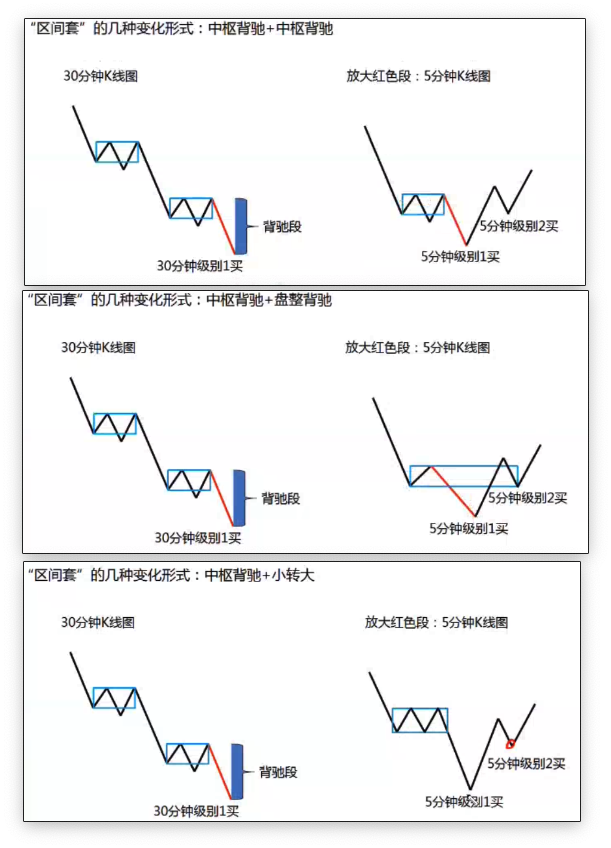 “区间套”的几种变化形式：中枢背驰+中枢背驰
30分钟K线图
放大红色段：5分钟K线图
背驰段
5分钟级别2买
30分钟级别1买
5分钟级别1买
“区间套”的几种变化形式：中枢背驰+盘整背驰
30分钟K线图
放大红色段：5分钟K线图
背驰段
5分钟级别2买
30分钟级别1买
5分钟级别1买
“区间套”的几种变化形式：中枢背驰+小转大
30分钟K线图
放大红色段：5分钟K线图
背驰段
5分钟级别2买
30分钟级别1买
5分钟级别1买